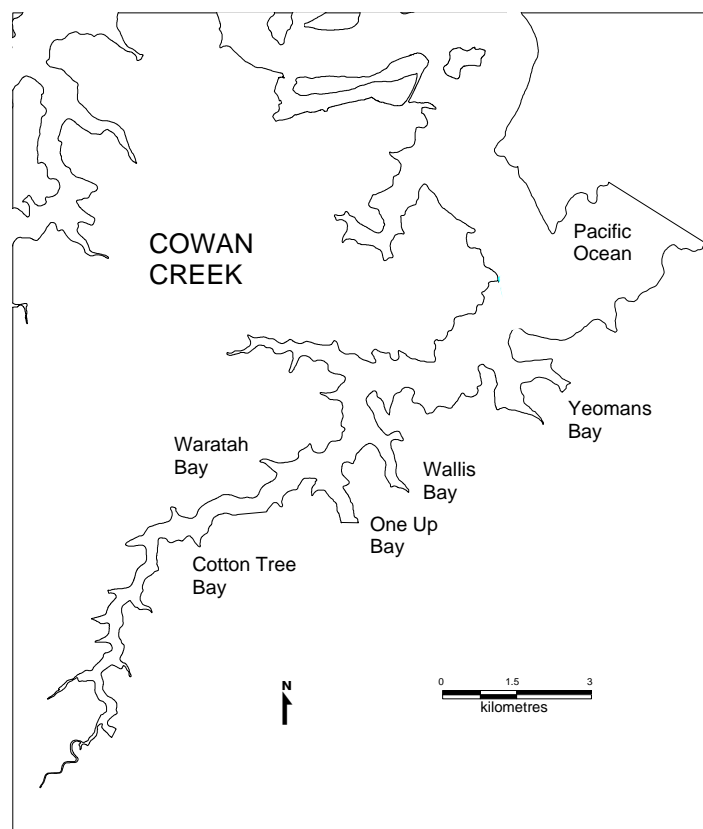 COWAN
CREEK
Pacific
Ocean
Yeomans
Bay
Waratah
Bay
Wallis
Bay
One Up
Bay
Cotton Tree
Bay
N
0 1.5 3
kilometres